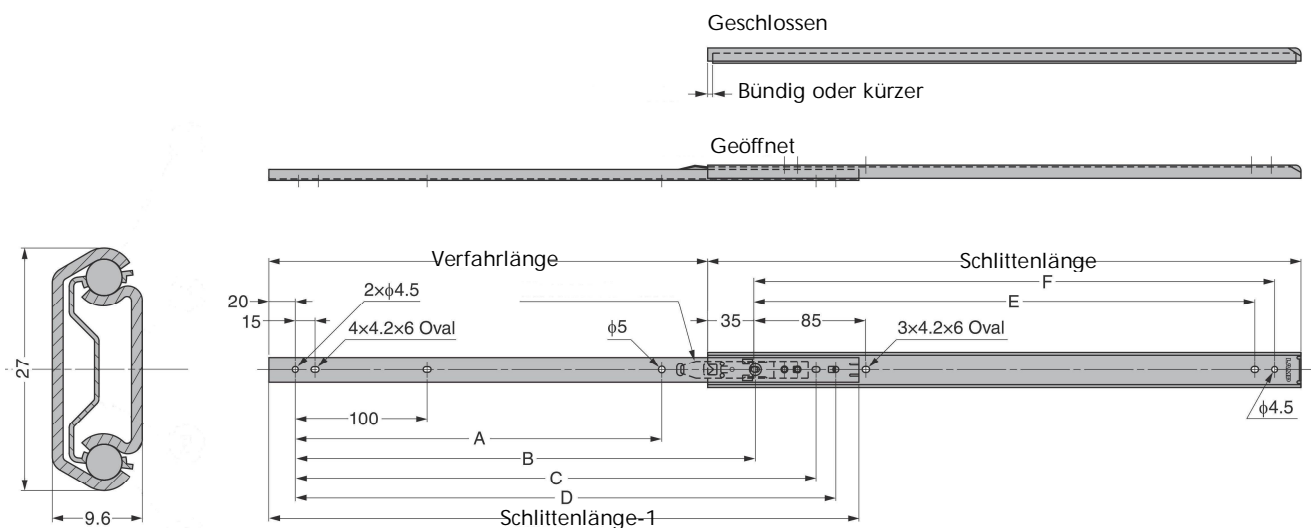 Geschlossen
Bündig oder kürzer
Geöffnet
Verfahrlänge
Schlittenlänge
F
E
20
2×ϕ4.5
15
4×4.2×6 Oval
ϕ5
35
85
3×4.2×6 Oval
27
100
ϕ4.5
A
B
C
D
9.6
Schlittenlänge-1